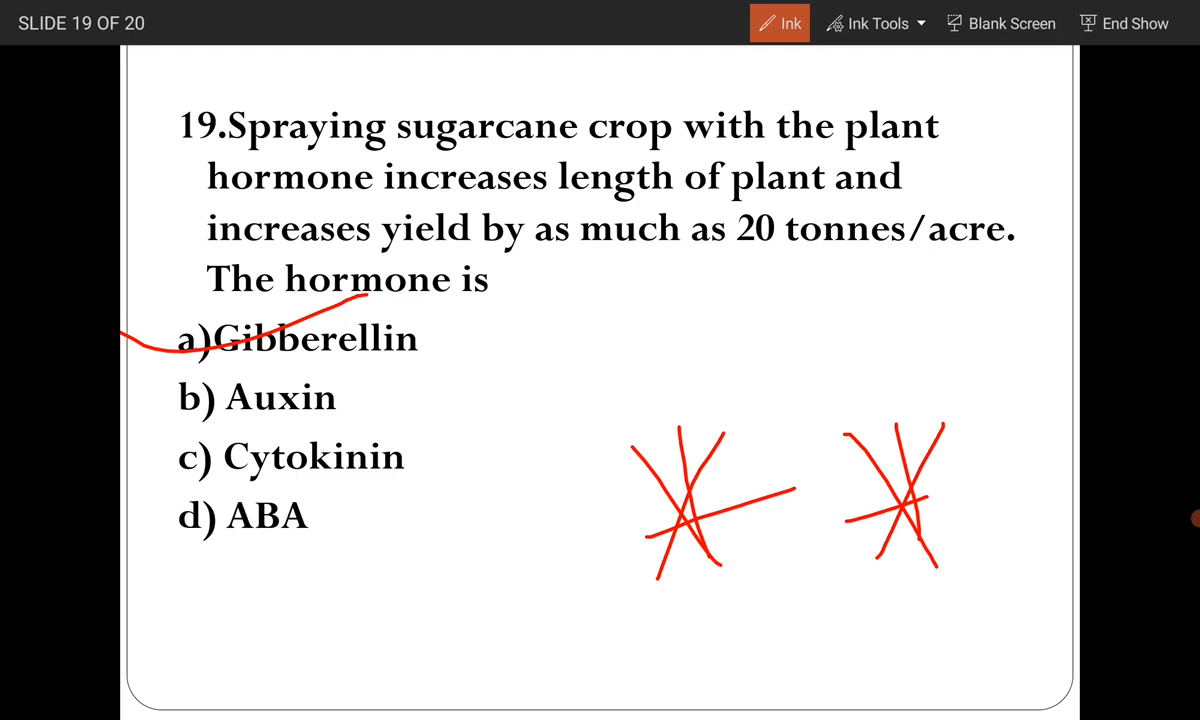 SLIDE 19 OF 20
Ink
Ink Tools
Blank Screen
End Show
19.Spraying sugarcane crop with the plant
hormone increases length of plant and
increases yield by as much as 20 tonnes/acre.
The hormone is
a)Gibberellin
b) Auxin
c) Cytokinin
d) ABA